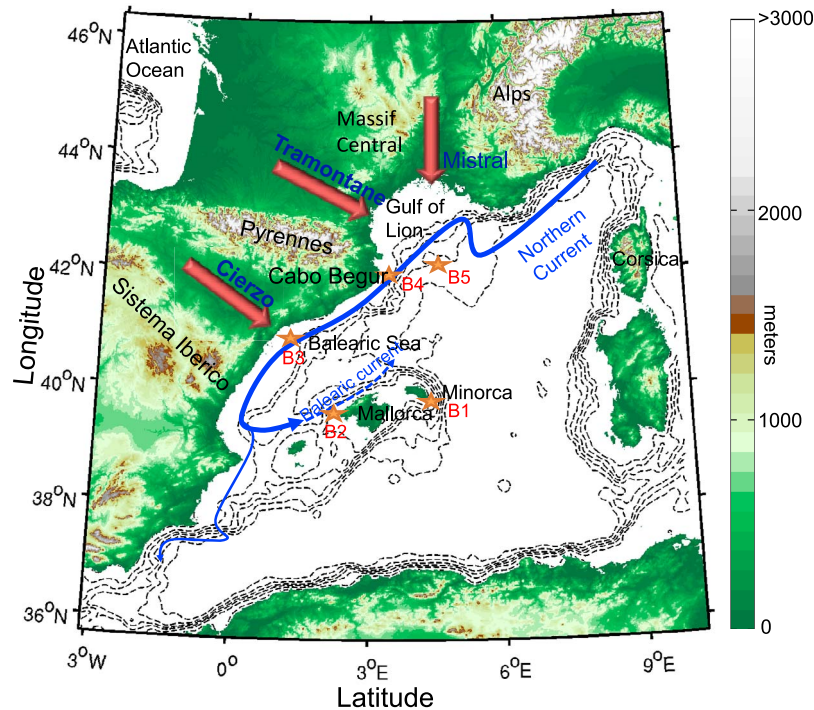 46°N
44°N
42°N
40°N
38°N
36°N
3°W
0°
3°E
6°E
9°E
Longitude
Latitude
Atlantic
Ocean
Massif
Central
Alps
Tramontane
Mistral
Gulf of
Lion
Pyrennes
Northern
Current
Corsica
Cierzo
Cabo Begur
B4
B5
Sistema Iberico
Balearic Sea
B3
Balearic current
Minorca
Mallorca
B1
B2
>3000
2000
1000
0
meters